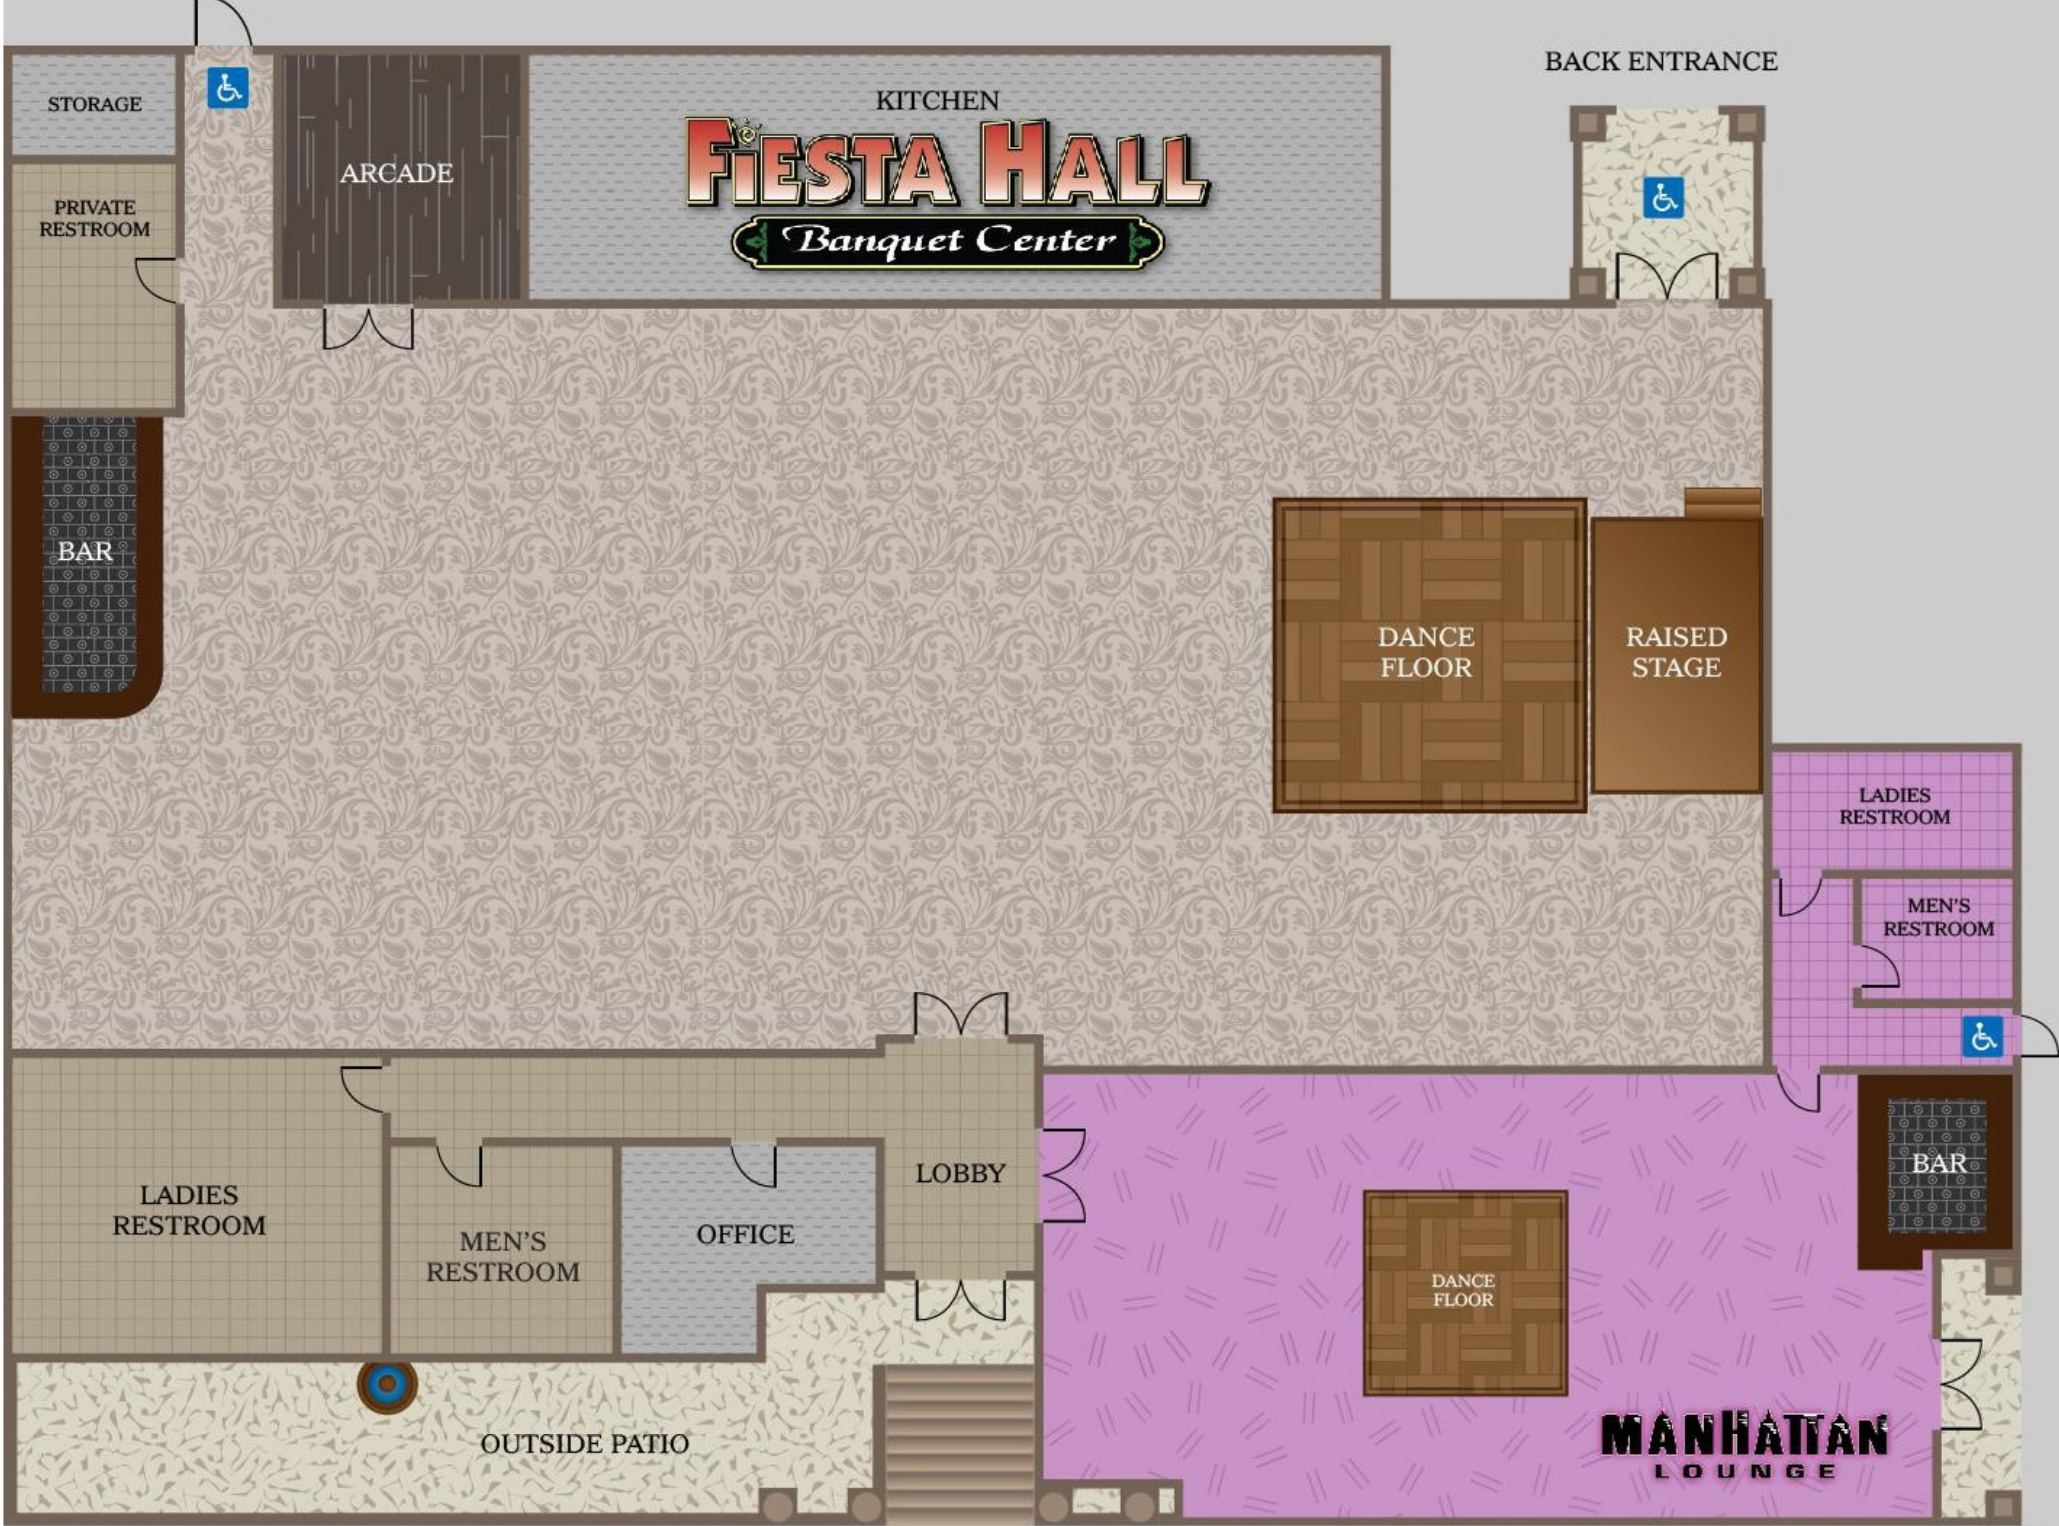 BACK ENTRANCE
STORAGE
KITCHEN
FIESTA HALL
Banquet Center
ARCADE
PRIVATE
RESTROOM
BAR
DANCE
FLOOR
RAISED
STAGE
LADIES
RESTROOM
MEN'S
RESTROOM
LADIES
RESTROOM
MEN'S
RESTROOM
OFFICE
LOBBY
BAR
DANCE
FLOOR
MANHATTAN
LOUNGE
OUTSIDE PATIO